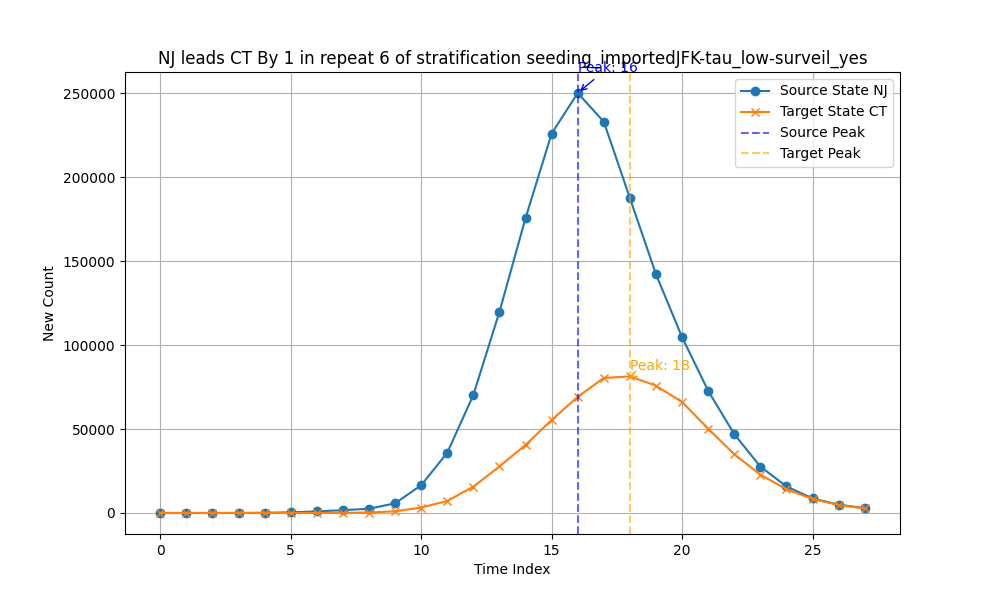 NJ leads CT By 1 in repeat 6 of stratification seeding_importedJFK-tau_low-surveil_yes
Peak: 16
Source State NJ
Target State CT
Source Peak
Target Peak
Peak: 18
New Count
250000
200000
150000
100000
50000
0
0 5 10 15 20 25
Time Index